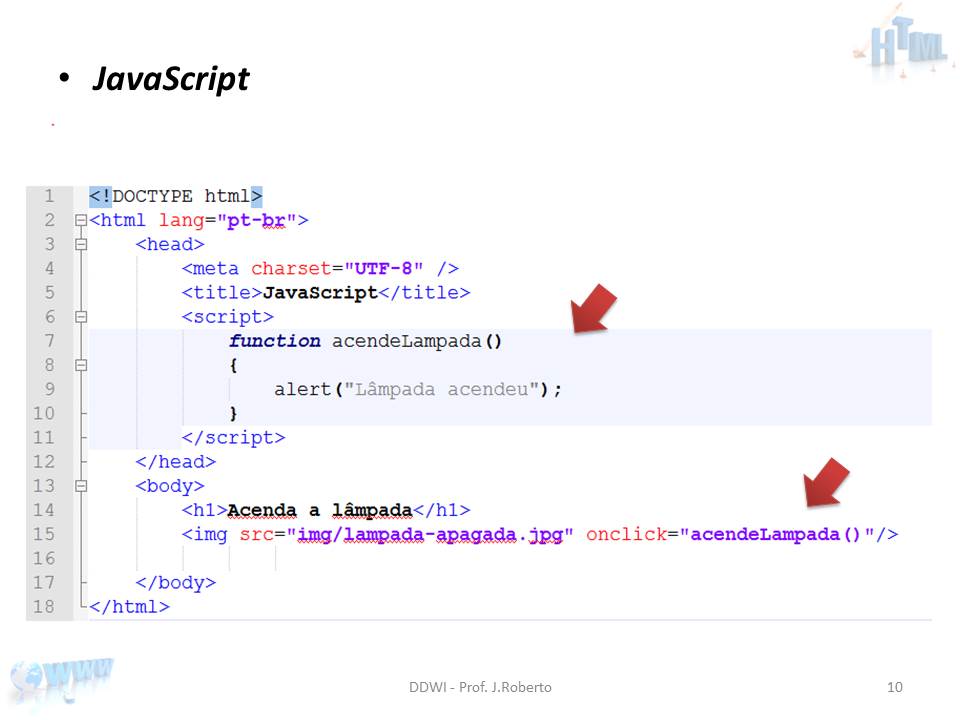 HTML
• JavaScript
1 <!DOCTYPE html>
2 <html lang="pt-br">
3 <head>
4 <meta charset="UTF-8" />
5 <title>JavaScript</title>
6 <script>
7 function acendeLampada()
8 {
9 alert("Lâmpada acendeu");
10 }
11 </script>
12 </head>
13 <body>
14 <h1>Acenda a lâmpada</h1>
15 <img src="img/lampada-apagada.jpg" onclick="acendeLampada()"/>
16
17 </body>
18 </html>
WWW
DDWI - Prof. J.Roberto
10